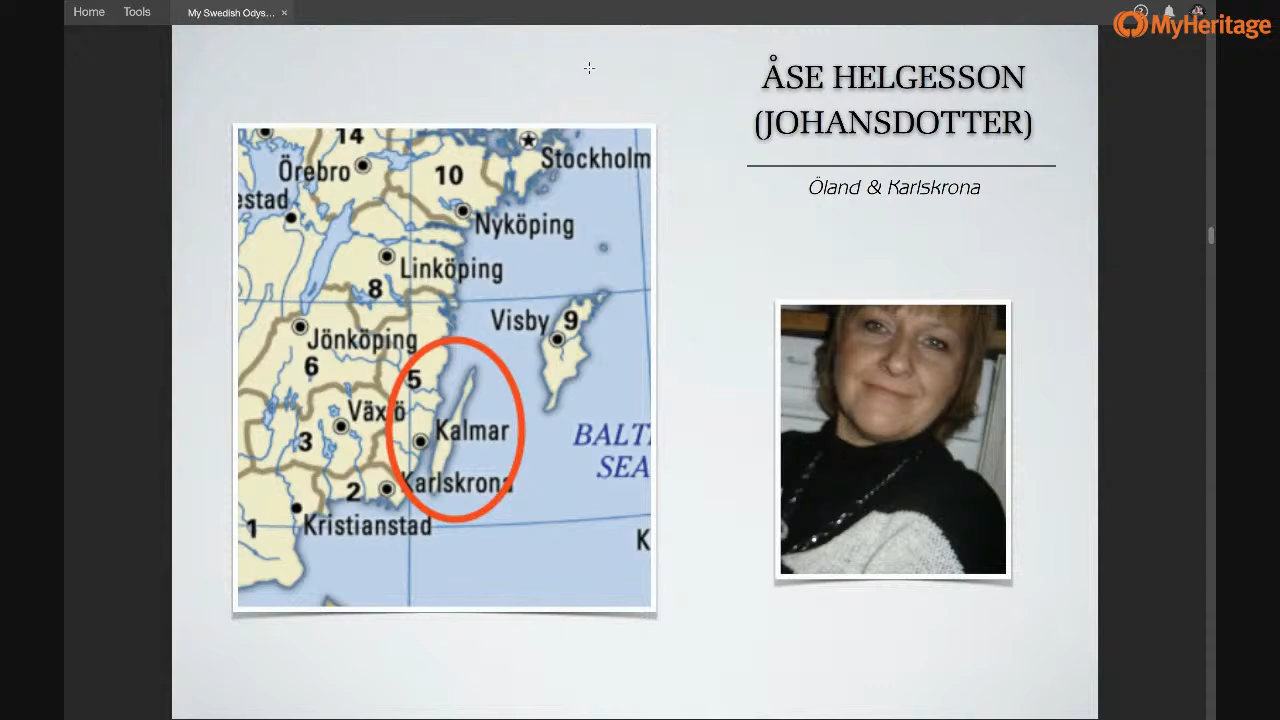 Home Tools My Swedish Odys... ×
MyHeritage
ÅSE HELGESSON
(JOHANSDOTTER)
Öland & Karlskrona
14
Örebro
10
Stockholm
estad
Nyköping
Linköping
8
Visby 9
Jönköping
6
5
Växjö
3
Kalmar
BALT
SEA
2
Karlskrona
1
Kristianstad
K